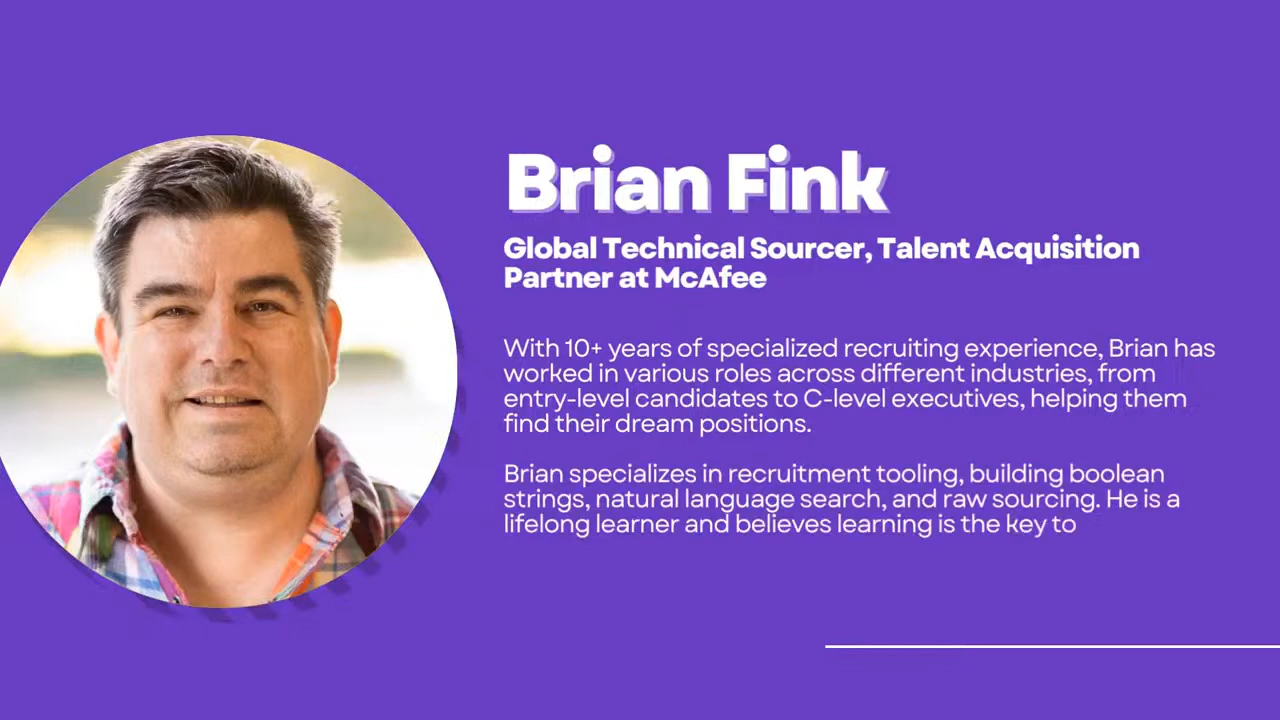 Brian Fink
Global Technical Sourcer, Talent Acquisition
Partner at McAfee
With 10+ years of specialized recruiting experience, Brian has
worked in various roles across different industries, from
entry-level candidates to C-level executives, helping them
find their dream positions.
Brian specializes in recruitment tooling, building boolean
strings, natural language search, and raw sourcing. He is a
lifelong learner and believes learning is the key to